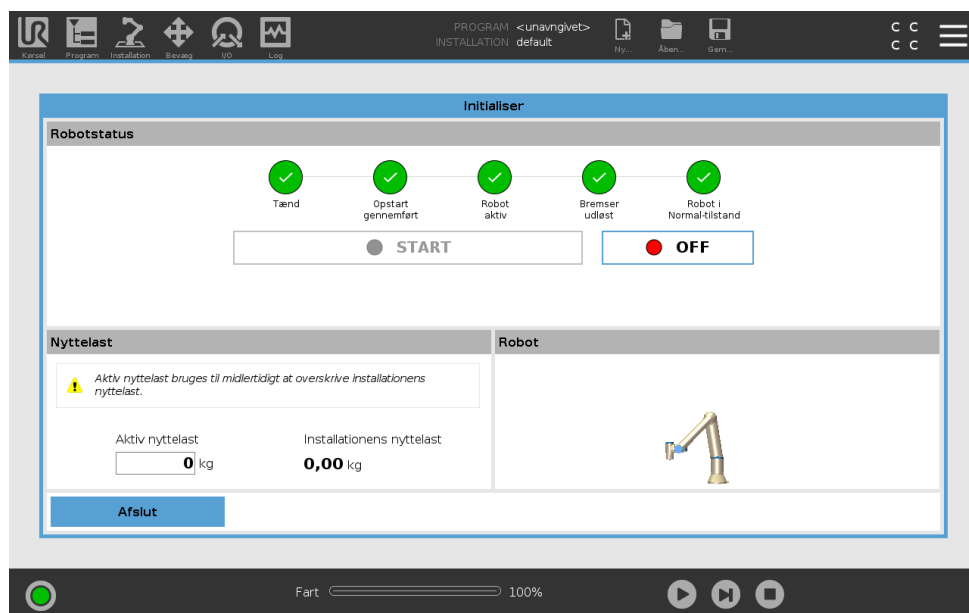 UR
Kørsel
Program
Installation
Bevæg
I/O
Log
PROGRAM <unavngivet>
INSTALLATION default
Ny...
Åben...
Gem...
C C
C C
Initialiser
Robotstatus
Tænd
Opstart
gennemført
Robot
aktiv
Bremser
udløst
Robot i
Normal-tilstand
START
OFF
Nyttelast
Robot
Aktiv nyttelast bruges til midlertidigt at overskrive installationens
nyttelast.
Aktiv nyttelast
Installationens nyttelast
0 kg
0,00 kg
Afslut
Fart
100%